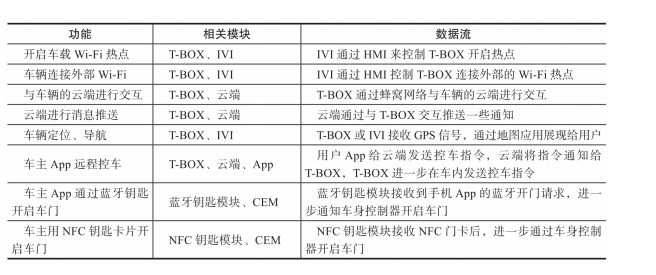 功能 相关模块 数据流
开启车载 Wi-Fi 热点 T-BOX、IVI IVI 通过 HMI 来控制 T-BOX 开启热点
车辆连接外部 Wi-Fi T-BOX、IVI IVI 通过 HMI 控制 T-BOX 连接外部的 Wi-Fi 热点
与车辆的云端进行交互 T-BOX、云端 T-BOX 通过蜂窝网络与车辆的云端进行交互
云端进行消息推送 T-BOX、云端 云端通过与 T-BOX 交互推送一些通知
车辆定位、导航 T-BOX、IVI T-BOX 或 IVI 接收 GPS 信号，通过地图应用展现给用户
车主 App 远程控车 T-BOX、云端、App 用户 App 给云端发送控车指令，云端将指令通知给
T-BOX，T-BOX 进一步在车内发送控车指令
车主 App 通过蓝牙钥匙
开启车门 蓝牙钥匙模块、CEM 蓝牙钥匙模块接收到手机 App 的蓝牙开门请求，进一
步通知车身控制器开启车门
车主用 NFC 钥匙卡片开
启车门 NFC 钥匙模块、CEM NFC 钥匙模块接收 NFC 门卡后，进一步通过车身控制
器开启车门